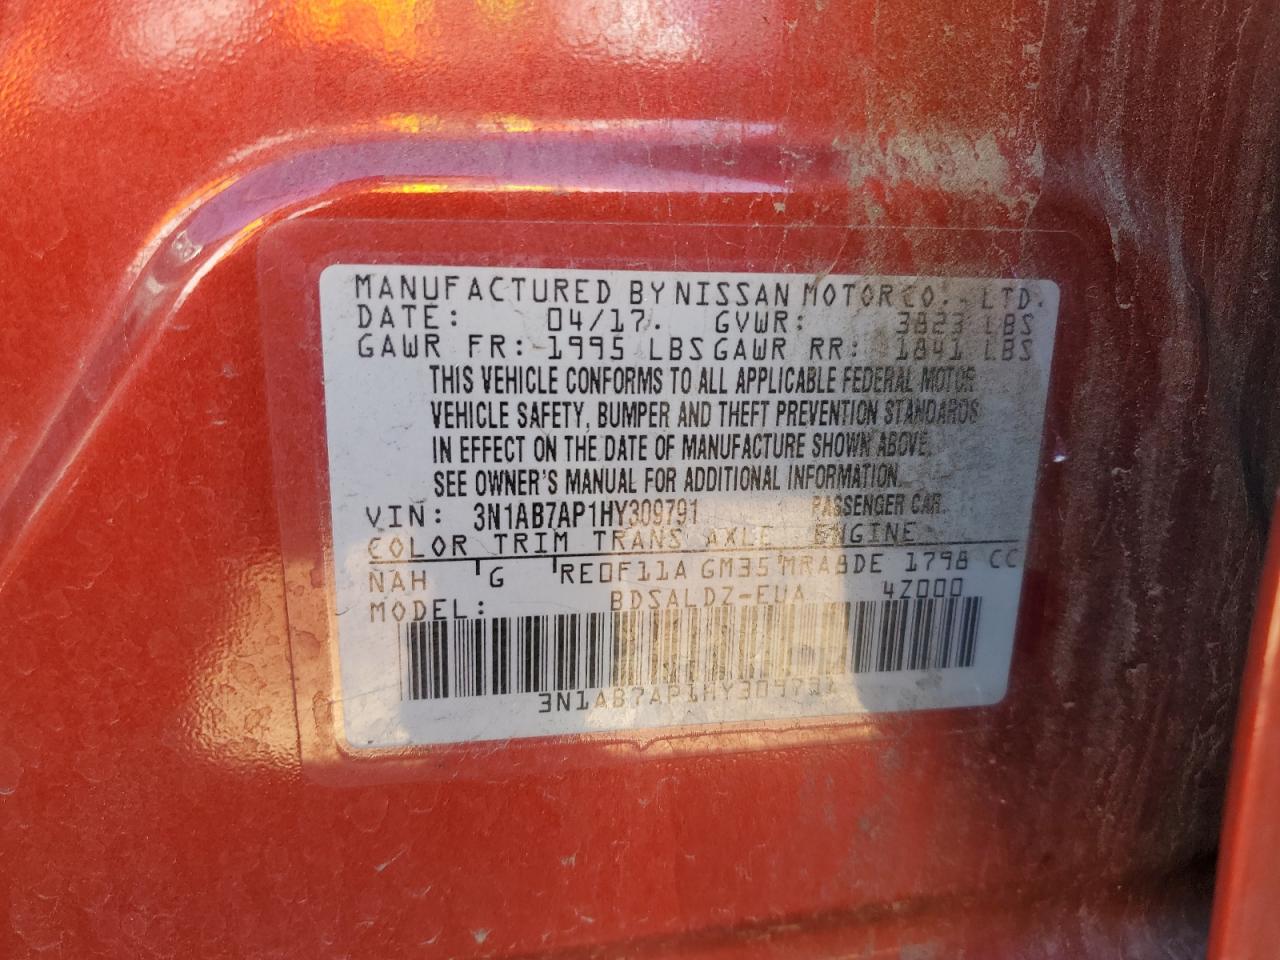 MANUFACTURED BY NISSAN MOTOR CO., LTD.
DATE: 04/17. GVWR: 3823 LBS
GAWR FR: 1995 LBS GAWR RR: 1841 LBS
THIS VEHICLE CONFORMS TO ALL APPLICABLE FEDERAL MOTOR
VEHICLE SAFETY, BUMPER AND THEFT PREVENTION STANDARDS
IN EFFECT ON THE DATE OF MANUFACTURE SHOWN ABOVE.
SEE OWNER'S MANUAL FOR ADDITIONAL INFORMATION.
VIN: 3N1AB7AP1HY309791 PASSENGER CAR
COLOR TRIM TRANS AXLE ENGINE
NAH G RE0F11A GM35 MRA8DE 1798 CC
MODEL: BDSALDZ-EUA 4Z000
3N1AB7AP1HY309791